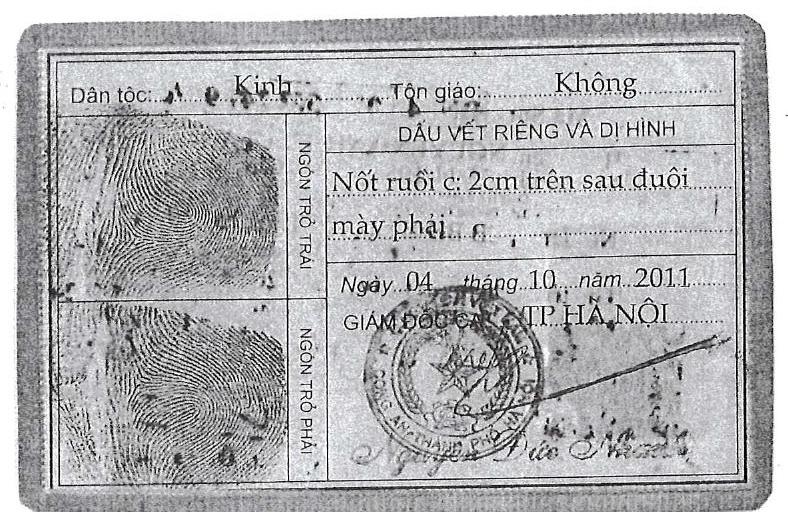 Dân tộc: Kinh Tôn giáo: Không
DẤU VẾT RIÊNG VÀ DỊ HÌNH
NGÓN TRỎ TRÁI
Nốt ruồi c: 2cm trên sau đuôi
mày phải
Ngày 04 tháng 10 năm 2011
GIÁM ĐỐC CA TP HÀ NỘI
NGÓN TRỎ PHẢI
CÔNG AN THÀNH PHỐ HÀ NỘI
Nguyễn Đức